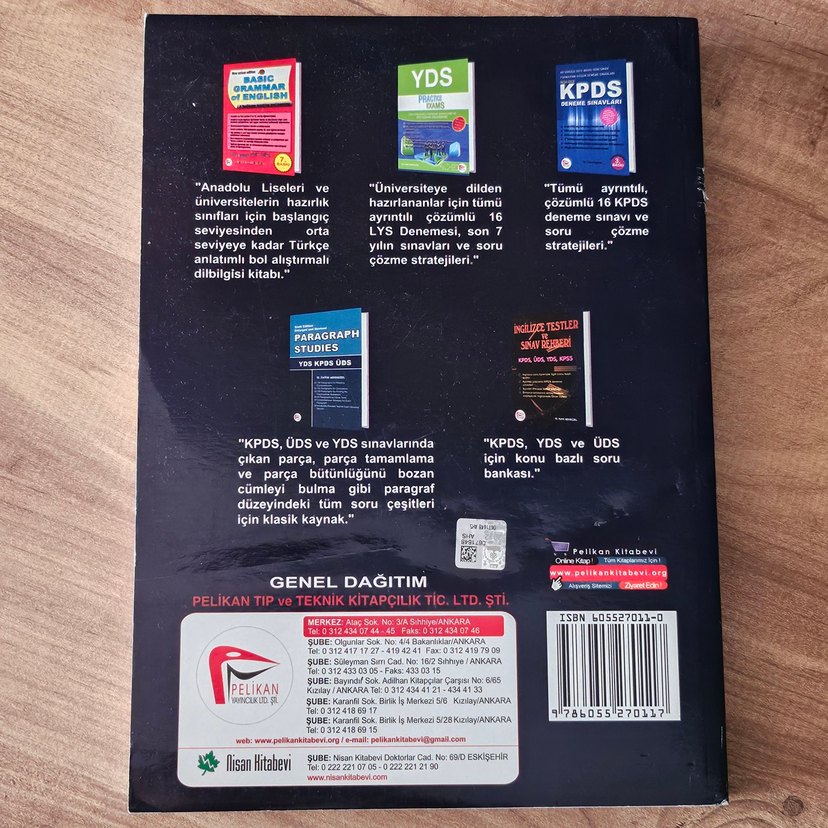 BASIC
GRAMMAR
of ENGLISH
7. BASKI
YDS
PRACTICE
EXAMS
KPDS
DENEME SINAVLARI
3. BASKI
"Anadolu Liseleri ve
üniversitelerin hazırlık
sınıfları için başlangıç
seviyesinden orta
seviyeye kadar Türkçe
anlatımlı bol alıştırmalı
dilbilgisi kitabı."
"Üniversiteye dilden
hazırlananlar için tümü
ayrıntılı çözümlü 16
LYS Denemesi, son 7
yılın sınavları ve soru
çözme stratejileri."
"Tümü ayrıntılı,
çözümlü 16 KPDS
deneme sınavı ve
soru çözme
stratejileri."
PARAGRAPH
STUDIES
YDS KPDS ÜDS
İNGİLİZCE TESTLER
ve
SINAV REHBERİ
KPDS, ÜDS, YDS, KPSS
"KPDS, ÜDS ve YDS sınavlarında
çıkan parça, parça tamamlama
ve parça bütünlüğünü bozan
cümleyi bulma gibi paragraf
düzeyindeki tüm soru çeşitleri
için klasik kaynak."
"KPDS, YDS ve ÜDS
için konu bazlı soru
bankası."
Pelikan Kitabevi
Online Kitap ! Tüm Kitaplarınız İçin !
www.pelikankitabevi.org
Alışveriş Sitemizi Ziyaret Edin !
GENEL DAĞITIM
PELİKAN TIP ve TEKNİK KİTAPÇILIK TİC. LTD. ŞTİ.
PELİKAN
YAYINCILIK LTD. ŞTİ.
MERKEZ: Ataç Sok. No: 3/A Sıhhiye/ANKARA
Tel: 0 312 434 07 44 - 45 Faks: 0 312 434 07 46
ŞUBE: Olgunlar Sok. No: 4/4 Bakanlıklar/ANKARA
Tel: 0 312 417 17 27 - 419 42 41 Fax: 0 312 419 79 09
ŞUBE: Süleyman Sırrı Cad. No: 16/2 Sıhhıye / ANKARA
Tel: 0 312 433 03 05 - Faks: 433 03 15
ŞUBE: Bayındır Sok. Adilhan Kitapçılar Çarşısı No: 6/65
Kızılay / ANKARA Tel: 0 312 434 41 21 - 434 41 33
ŞUBE: Karanfil Sok. Birlik İş Merkezi 5/6 Kızılay/ANKARA
Tel: 0 312 418 69 17
ŞUBE: Karanfil Sok. Birlik İş Merkezi 5/28 Kızılay/ANKARA
Tel: 0 312 418 69 15
web: www.pelikankitabevi.org / e-mail: pelikankitabevi@gmail.com
Nisan Kitabevi
ŞUBE: Nisan Kitabevi Doktorlar Cad. No: 69/D ESKİŞEHİR
Tel: 0 222 221 07 05 - 0 222 221 21 90
www.nisankitabevi.com
ISBN 605527011-0
9 786055 270117